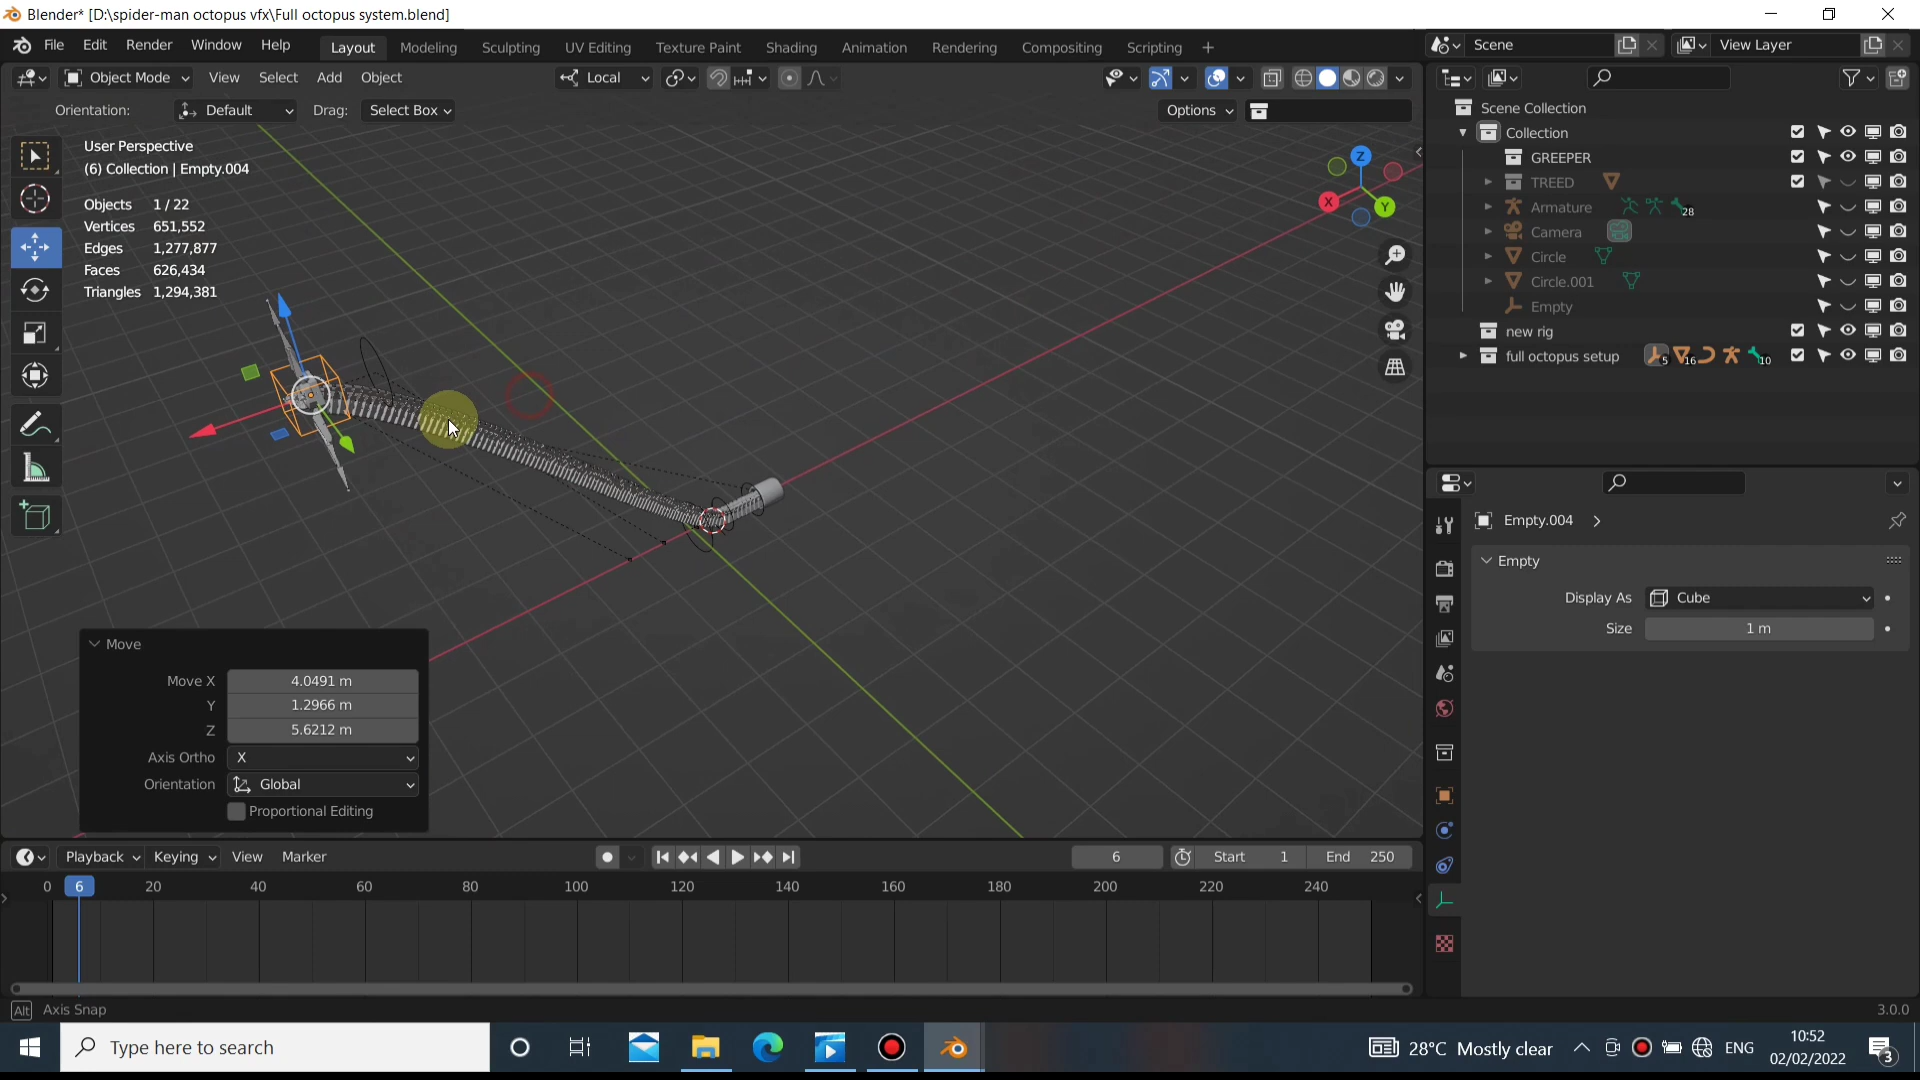 Blender* [D:\spider-man octopus vfx\Full octopus system.blend]
File Edit Render Window Help Layout Modeling Sculpting UV Editing Texture Paint Shading Animation Rendering Compositing Scripting + Scene View Layer
Object Mode View Select Add Object Local
Orientation: Default Drag: Select Box Options
User Perspective
(6) Collection | Empty.004
Objects 1 / 22
Vertices 651,552
Edges 1,277,877
Faces 626,434
Triangles 1,294,381
X Y Z
Scene Collection
Collection
GREEPER
TREED
Armature 28
Camera
Circle
Circle.001
Empty
new rig
full octopus setup 5 16 10
Empty.004 >
Empty
Display As Cube
Size 1 m
Move
Move X 4.0491 m
Y 1.2966 m
Z 5.6212 m
Axis Ortho X
Orientation Global
Proportional Editing
Playback Keying View Marker 6 Start 1 End 250
0 6 20 40 60 80 100 120 140 160 180 200 220 240
Alt Axis Snap 3.0.0
Type here to search 28°C Mostly clear ENG 10:52
02/02/2022 3